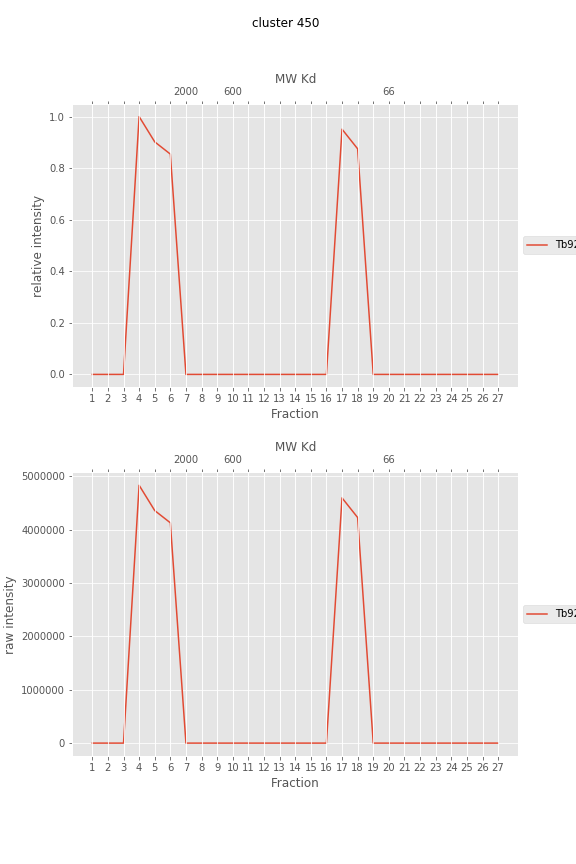 cluster 450
MW Kd
2000 600 66
1.0
0.8
0.6
0.4
0.2
0.0
relative intensity
Tb92
1 2 3 4 5 6 7 8 9 10 11 12 13 14 15 16 17 18 19 20 21 22 23 24 25 26 27
Fraction
MW Kd
2000 600 66
5000000
4000000
3000000
2000000
1000000
0
raw intensity
Tb92
1 2 3 4 5 6 7 8 9 10 11 12 13 14 15 16 17 18 19 20 21 22 23 24 25 26 27
Fraction